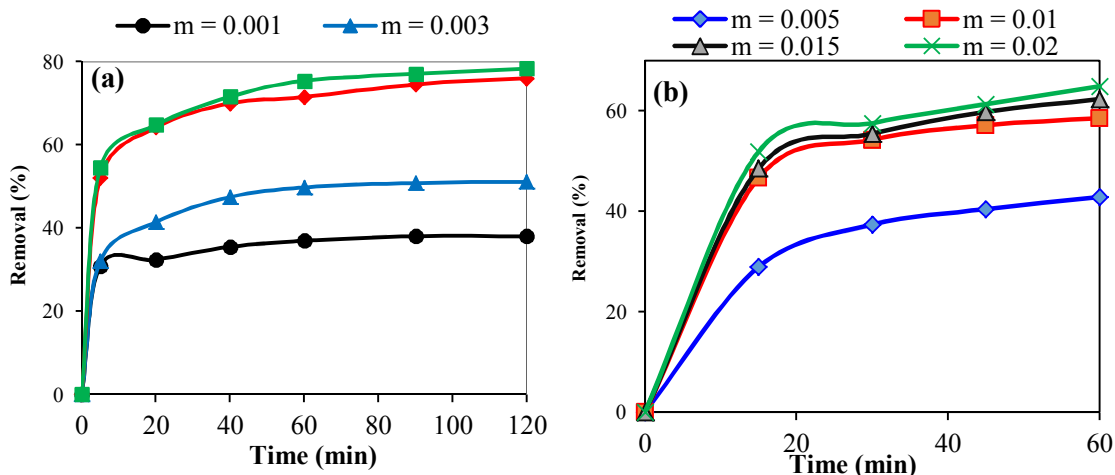 m = 0.001 m = 0.003
(a)
80
60
40
20
0
Removal (%)
0 20 40 60 80 100 120
Time (min)
m = 0.005 m = 0.01
m = 0.015 m = 0.02
(b)
60
40
20
0
Removal (%)
0 20 40 60
Time (min)